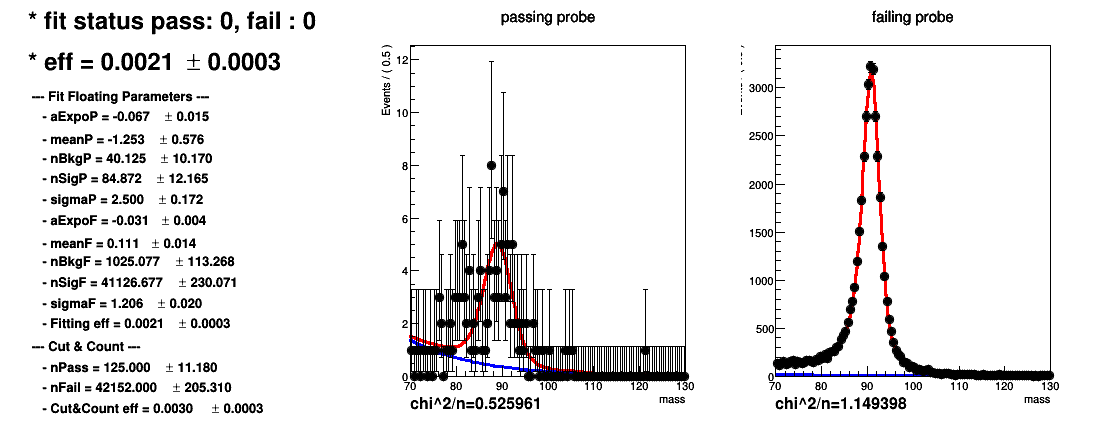 * fit status pass: 0, fail : 0
* eff = 0.0021 ± 0.0003
--- Fit Floating Parameters ---
- aExpoP = -0.067 ± 0.015
- meanP = -1.253 ± 0.576
- nBkgP = 40.125 ± 10.170
- nSigP = 84.872 ± 12.165
- sigmaP = 2.500 ± 0.172
- aExpoF = -0.031 ± 0.004
- meanF = 0.111 ± 0.014
- nBkgF = 1025.077 ± 113.268
- nSigF = 41126.677 ± 230.071
- sigmaF = 1.206 ± 0.020
- Fitting eff = 0.0021 ± 0.0003
--- Cut & Count ---
- nPass = 125.000 ± 11.180
- nFail = 42152.000 ± 205.310
- Cut&Count eff = 0.0030 ± 0.0003
passing probe
Events / ( 0.5 )
12
10
8
6
4
2
0
70 80 90 100 110 120 130
mass
chi^2/n=0.525961
failing probe
3000
2500
2000
1500
1000
500
0
70 80 90 100 110 120 130
mass
chi^2/n=1.149398